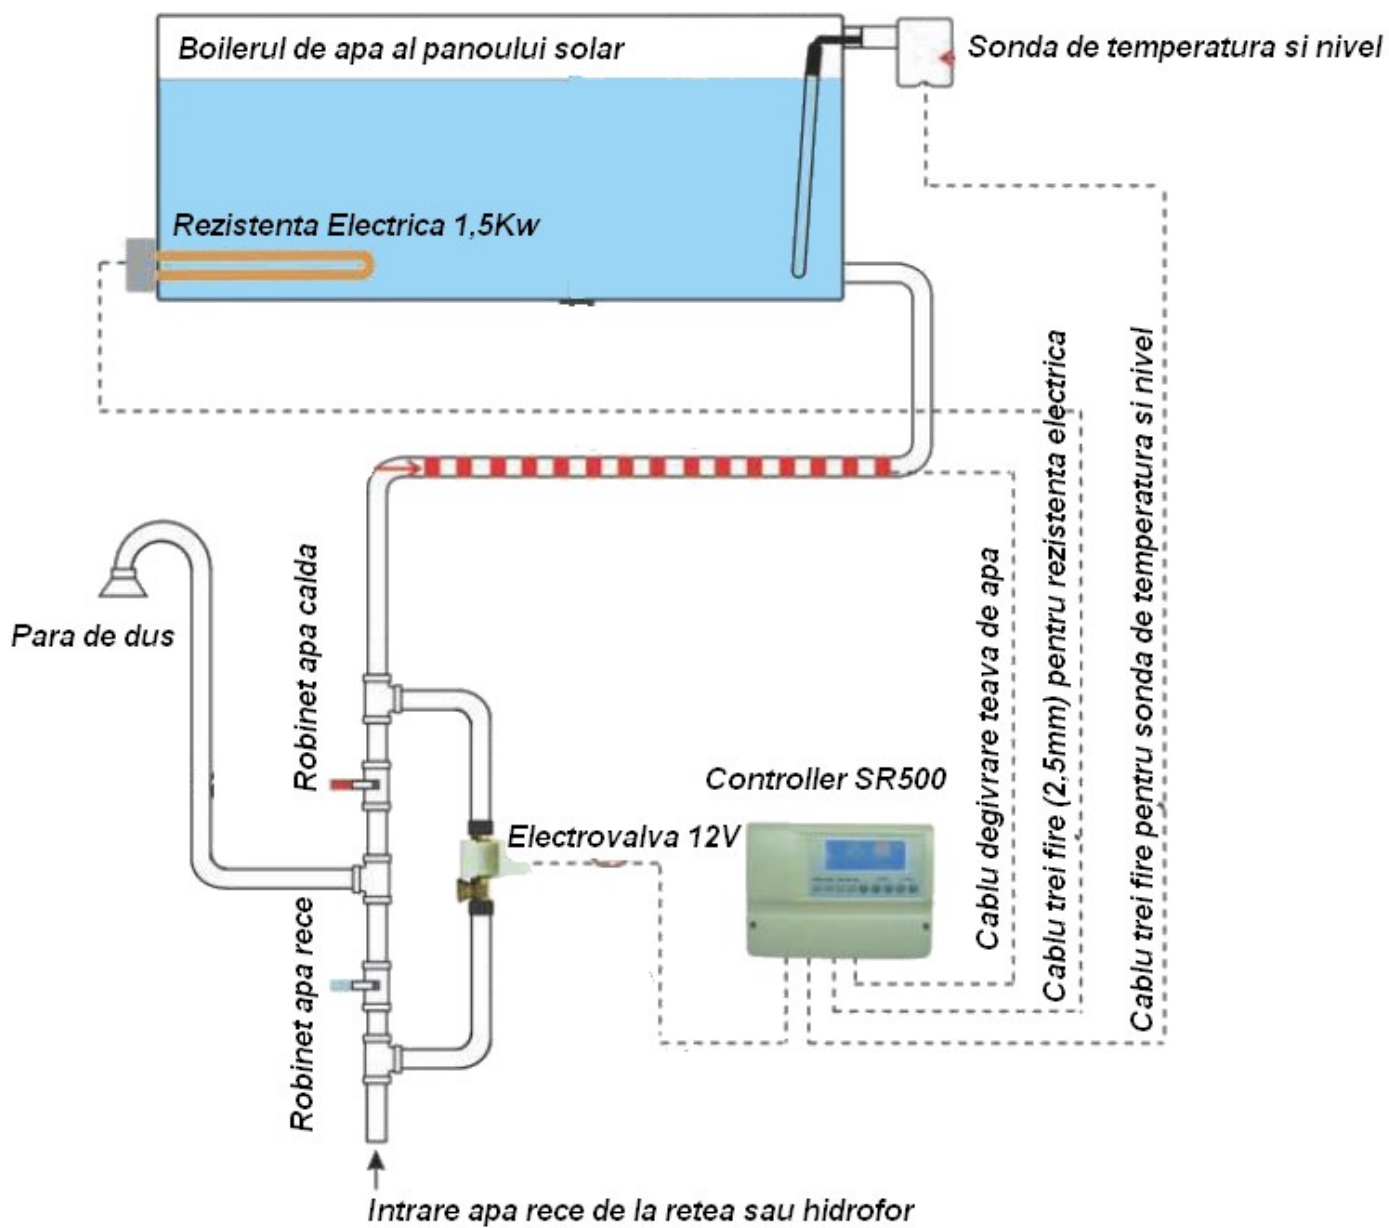 Boilerul de apa al panoului solar
Sonda de temperatura si nivel
Rezistenta Electrica 1,5Kw
Para de dus
Robinet apa calda
Robinet apa rece
Electrovalva 12V
Controller SR500
Cablu degivrare teava de apa
Cablu trei fire (2,5mm) pentru rezistenta electrica
Cablu trei fire pentru sonda de temperatura si nivel
Intrare apa rece de la retea sau hidrofor